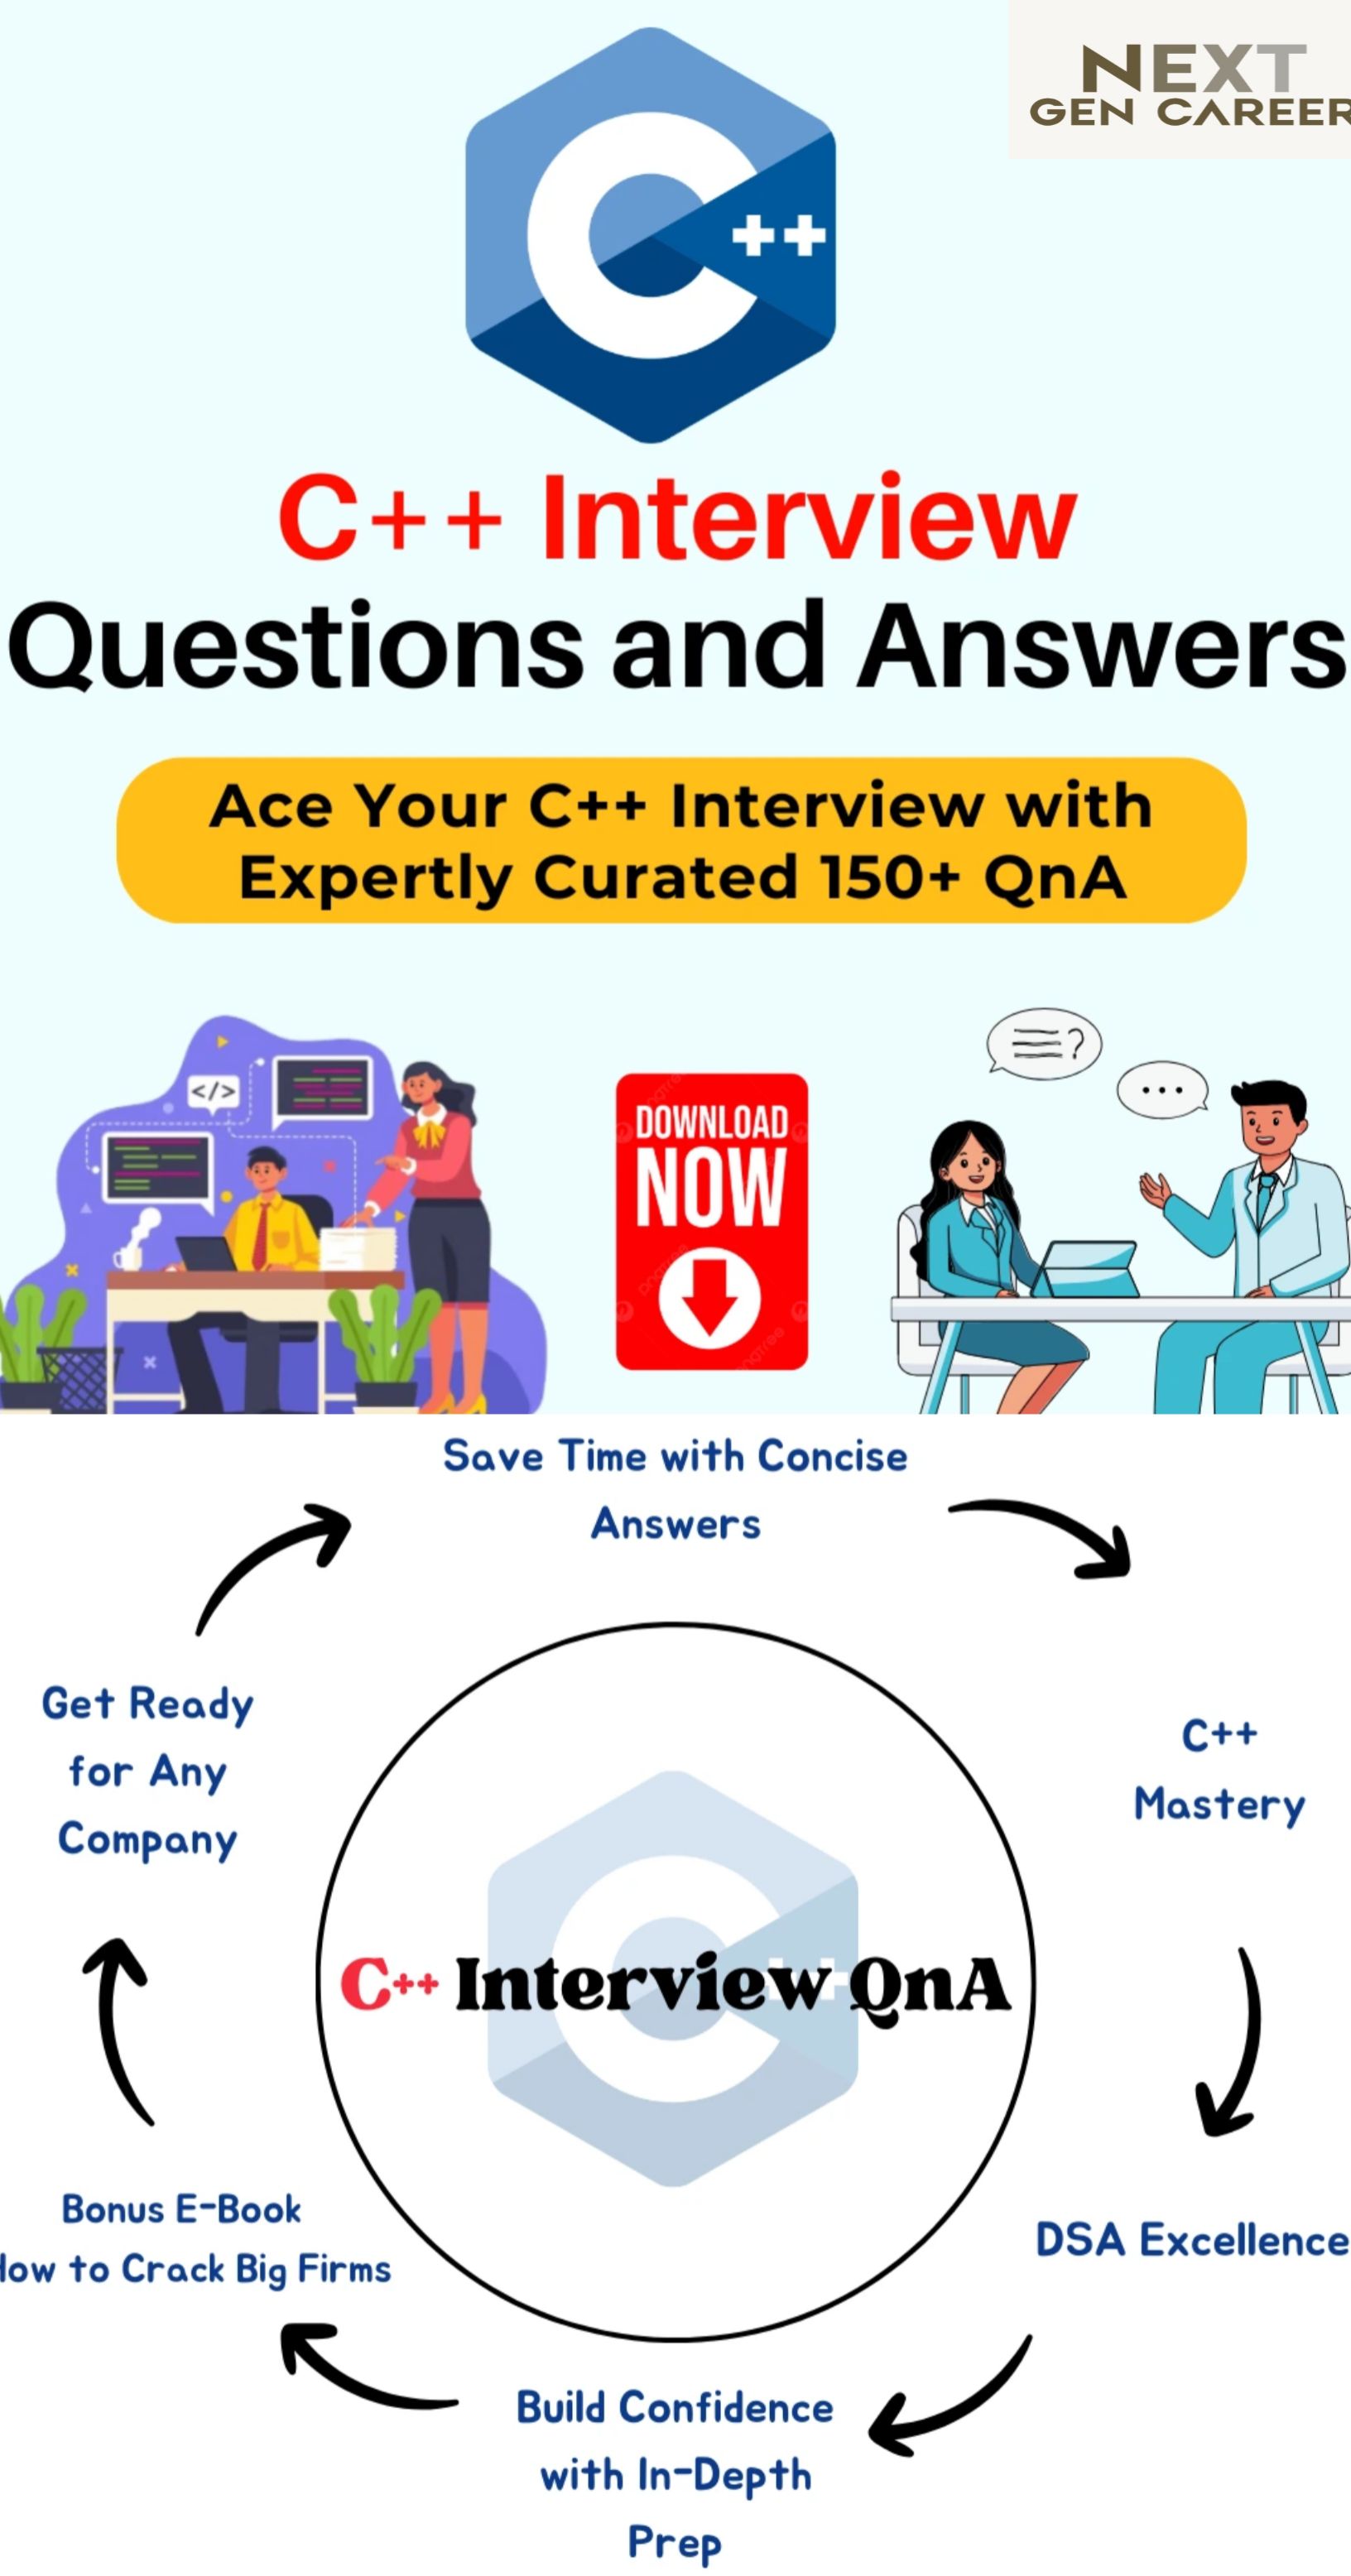 NEXT
GEN CAREER
++
C++ Interview
Questions and Answers
Ace Your C++ Interview with
Expertly Curated 150+ QnA
?
</>
...
DOWNLOAD
NOW
Save Time with Concise
Answers
Get Ready
for Any
Company
C++
Mastery
C++ Interview QnA
Bonus E-Book
to Crack Big Firms
DSA Excellence
Build Confidence
with In-Depth
Prep